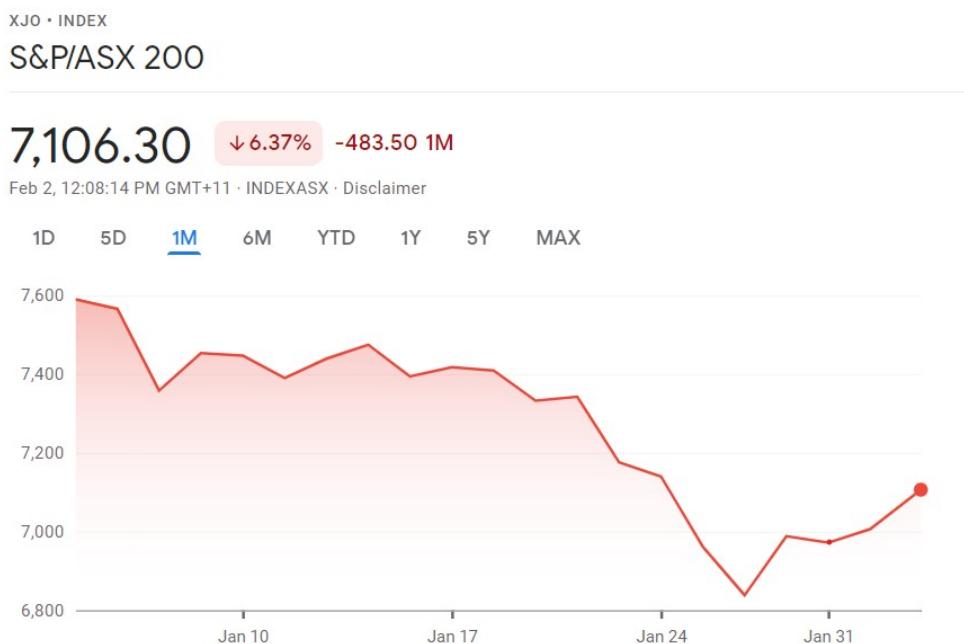 XJO • INDEX
S&P/ASX 200
7,106.30 ↓ 6.37% -483.50 1M
Feb 2, 12:08:14 PM GMT+11 · INDEXASX · Disclaimer
1D 5D 1M 6M YTD 1Y 5Y MAX
7,600
7,400
7,200
7,000
6,800
Jan 10 Jan 17 Jan 24 Jan 31